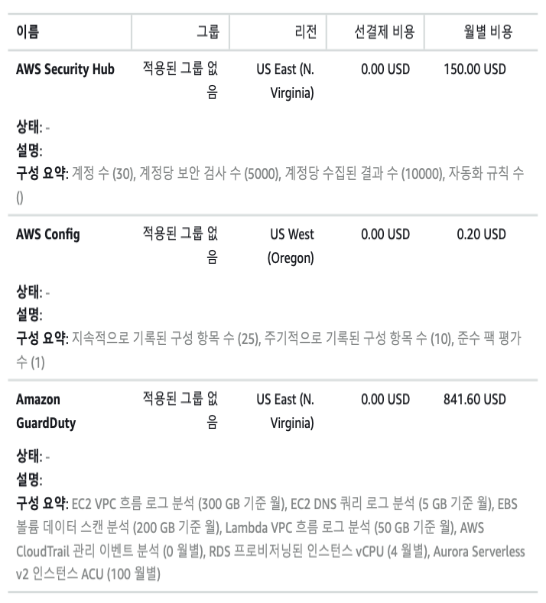 이름 그룹 리전 선결제 비용 월별 비용
AWS Security Hub 적용된 그룹 없 US East (N. 0.00 USD 150.00 USD
음 Virginia)
상태: -
설명:
구성 요약: 계정 수 (30), 계정당 보안 검사 수 (5000), 계정당 수집된 결과 수 (10000), 자동화 규칙 수
()
AWS Config 적용된 그룹 없 US West 0.00 USD 0.20 USD
음 (Oregon)
상태: -
설명:
구성 요약: 지속적으로 기록된 구성 항목 수 (25), 주기적으로 기록된 구성 항목 수 (10), 준수 팩 평가
수 (1)
Amazon 적용된 그룹 없 US East (N. 0.00 USD 841.60 USD
GuardDuty 음 Virginia)
상태: -
설명:
구성 요약: EC2 VPC 흐름 로그 분석 (300 GB 기준 월), EC2 DNS 쿼리 로그 분석 (5 GB 기준 월), EBS
볼륨 데이터 스캔 분석 (200 GB 기준 월), Lambda VPC 흐름 로그 분석 (50 GB 기준 월), AWS
CloudTrail 관리 이벤트 분석 (0 월별), RDS 프로비저닝된 인스턴스 vCPU (4 월별), Aurora Serverless
v2 인스턴스 ACU (100 월별)